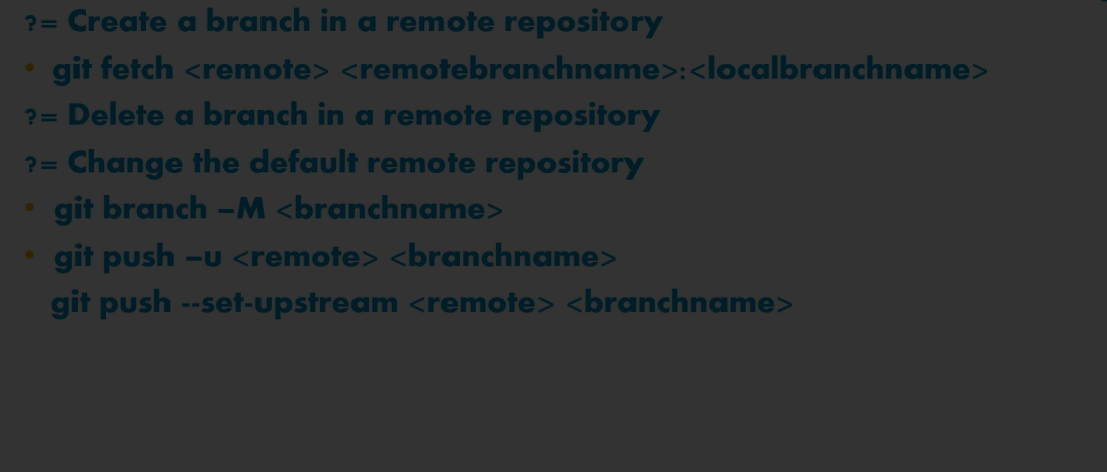 ?= Create a branch in a remote repository
• git fetch <remote> <remotebranchname>:<localbranchname>
?= Delete a branch in a remote repository
?= Change the default remote repository
• git branch –M <branchname>
• git push –u <remote> <branchname>
git push --set-upstream <remote> <branchname>